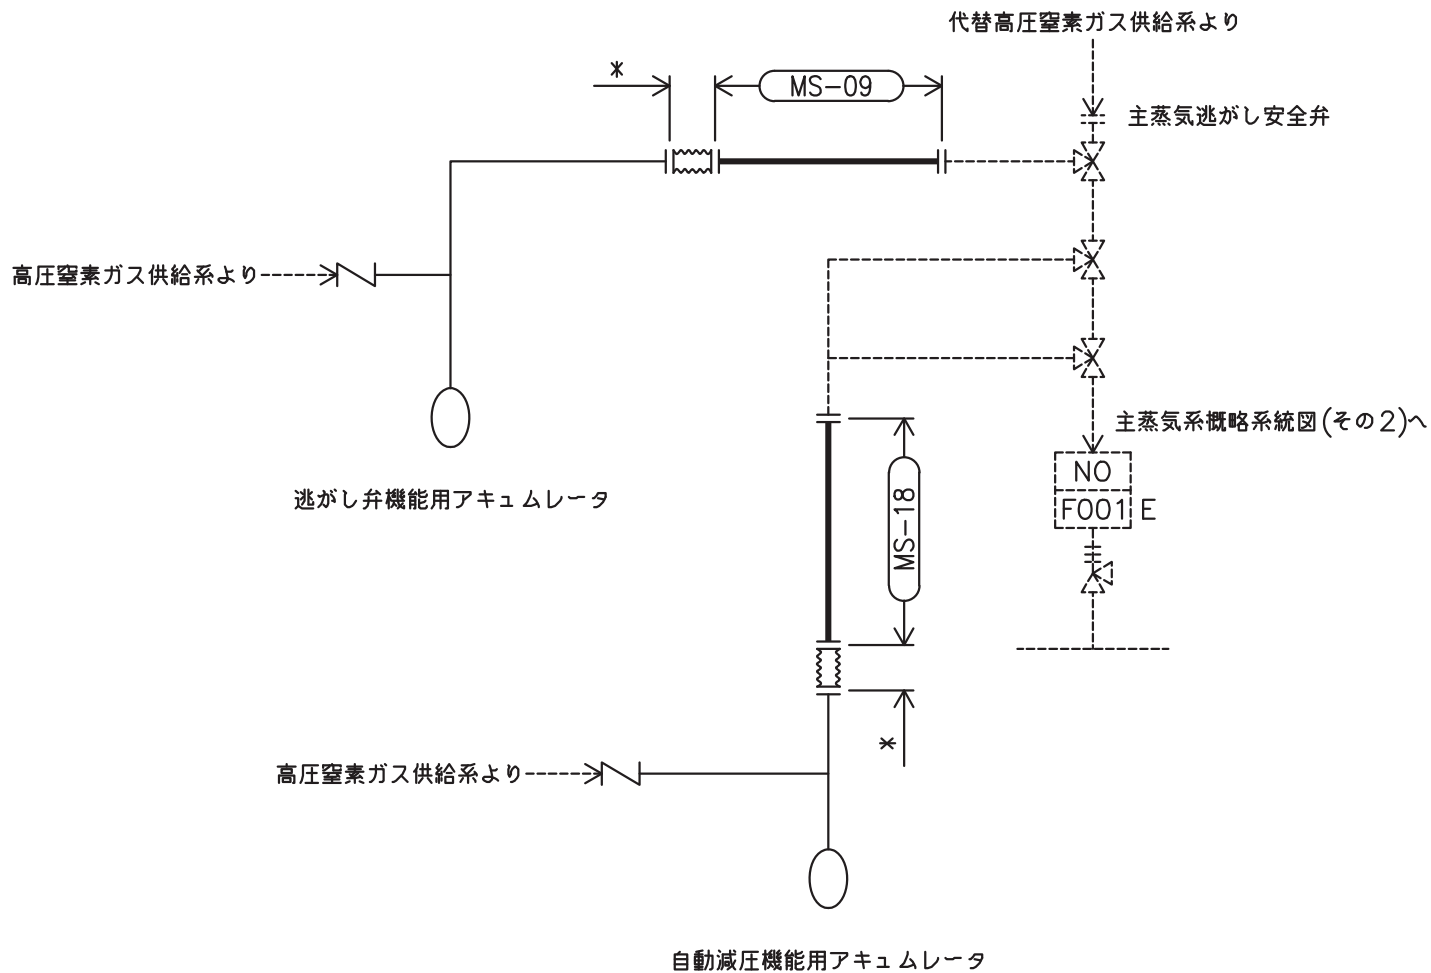 代替高圧窒素ガス供給系より
*
MS-09
主蒸気逃がし安全弁
高圧窒素ガス供給系より
主蒸気系概略系統図(その2)へ
NO
F001 E
逃がし弁機能用アキュムレータ
MS-18
*
高圧窒素ガス供給系より
自動減圧機能用アキュムレータ